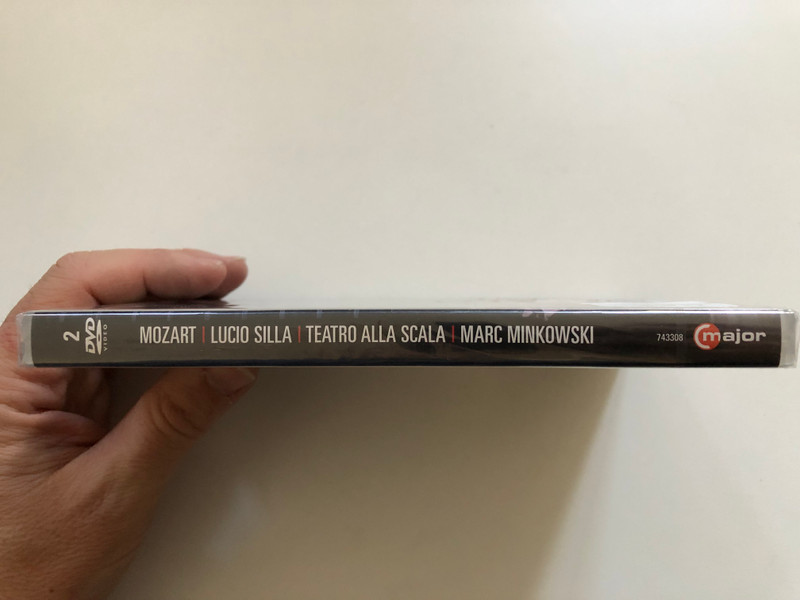 2 DVD VIDEO MOZART | LUCIO SILLA | TEATRO ALLA SCALA | MARC MINKOWSKI 743308 C major